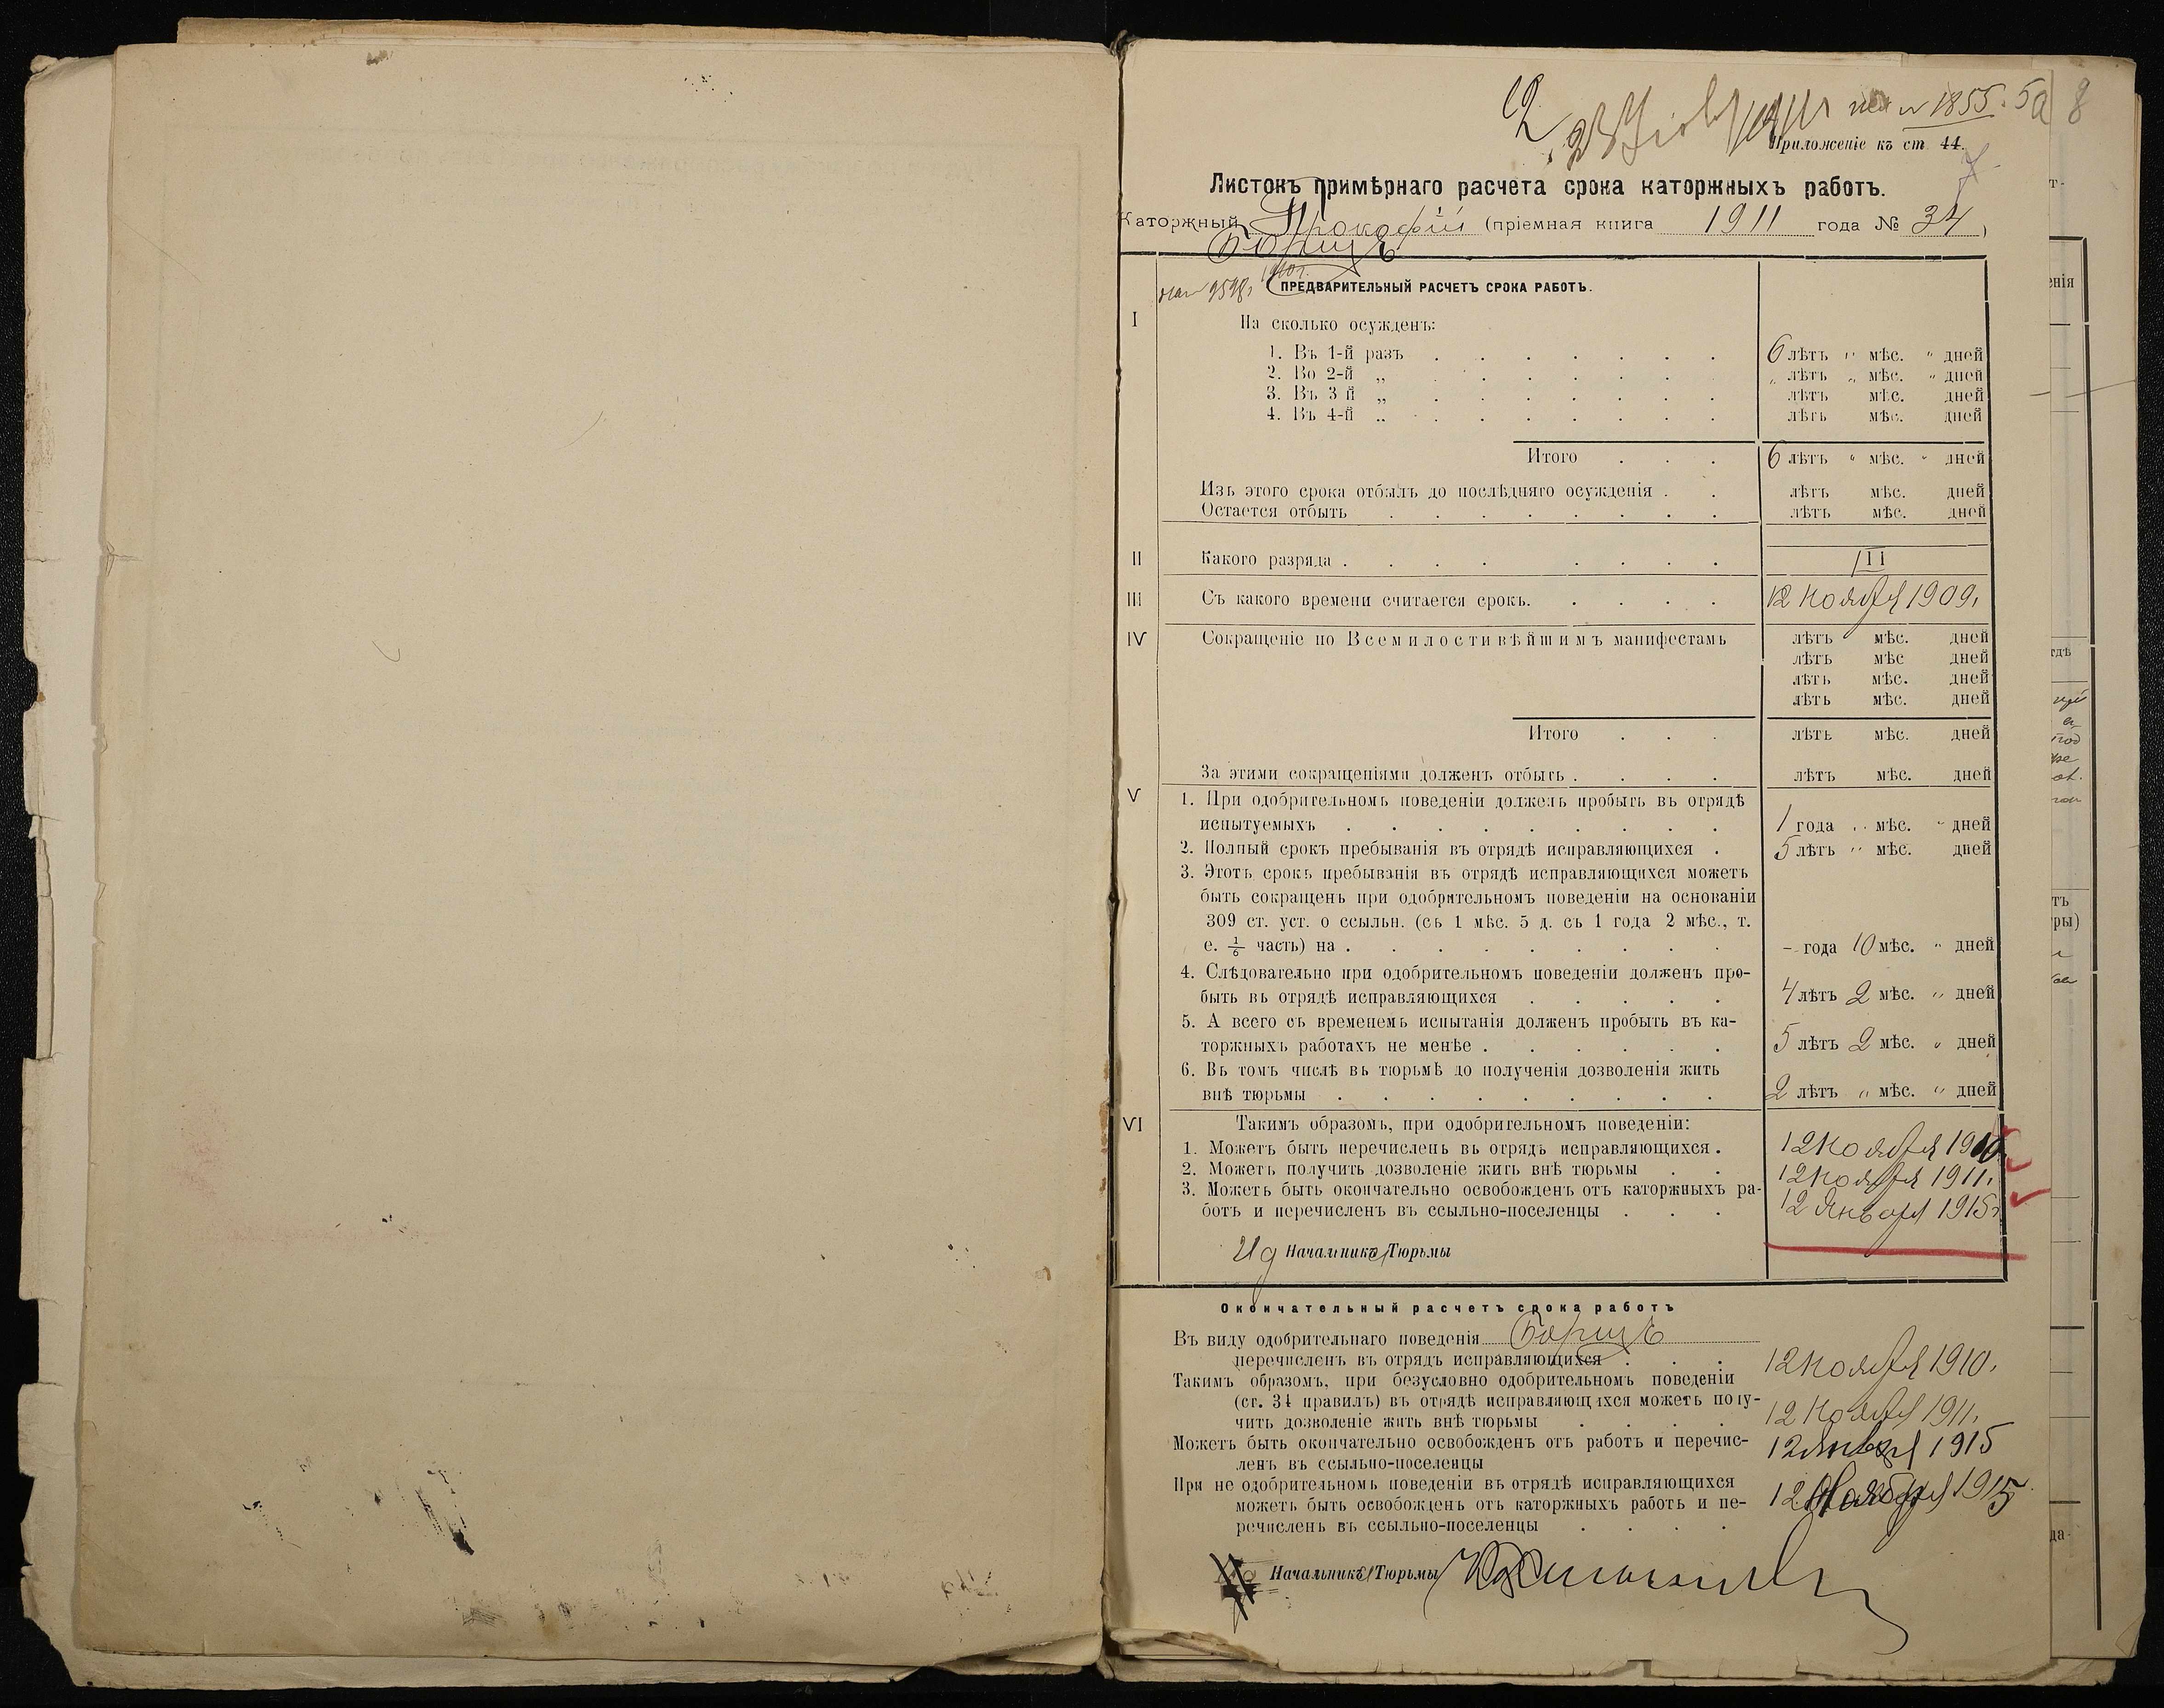 1855. 5а 8
Приложеніе къ ст 44.
7
Листокъ примѣрнаго расчета срока каторжныхъ работъ.
Каторжный Прокофій (пріемная книга 1911 года № 34)
Борщъ
9598 1910 г.
ПРЕДВАРИТЕЛЬНЫЙ РАСЧЕТЪ СРОКА РАБОТЪ.
I На сколько осужденъ:
1. Въ 1-й разъ . . . . . . . 6 лѣтъ „ мѣс. „ дней
2. Во 2-й „ . . . . . . „ лѣтъ „ мѣс. „ дней
3. Въ 3 й „ . . . . . . . лѣтъ мѣс. дней
4. Въ 4-й „ . . . . . . . лѣтъ мѣс. дней
Итого . . . 6 лѣтъ „ мѣс. „ дней
Изъ этого срока отбылъ до послѣдняго осужденія . . лѣтъ мѣс. дней
Остается отбыть . . . . . . . . лѣтъ мѣс. дней
II Какого разряда . . . . . . . . III
III Съ какого времени считается срокъ. . . . . 12 Ноября 1909.
IV Сокращеніе по Всемилостивѣйшимъ манифестамъ лѣтъ мѣс. дней
лѣтъ мѣс дней
лѣтъ мѣс. дней
лѣтъ мѣс. дней
Итого . . . лѣтъ мѣс. дней
За этими сокращеніями долженъ отбыть . . . . лѣтъ мѣс. дней
V 1. При одобрительномъ поведеніи долженъ пробыть въ отрядѣ
испытуемыхъ . . . . . . . . . 1 года „ мѣс. „ дней
2. Полный срокъ пребыванія въ отрядѣ исправляющихся . 5 лѣтъ „ мѣс. дней
3. Этотъ срокъ пребыванія въ отрядѣ исправляющихся можетъ
быть сокращенъ при одобрительномъ поведеніи на основаніи
309 ст. уст. о ссыльн. (съ 1 мѣс. 5 д. съ 1 года 2 мѣс., т.
е. 1/6 часть) на . . . . . . . . . – года 10 мѣс. „ дней
4. Слѣдовательно при одобрительномъ поведеніи долженъ про-
быть въ отрядѣ исправляющихся . . . . . 4 лѣтъ 2 мѣс. „ дней
5. А всего съ временемъ испытанія долженъ пробыть въ ка-
торжныхъ работахъ не менѣе . . . . . . 5 лѣтъ 2 мѣс. „ дней
6. Въ томъ числѣ въ тюрьмѣ до полученія дозволенія жить
внѣ тюрьмы . . . . . . . . . 2 лѣтъ „ мѣс. „ дней
VI Такимъ образомъ, при одобрительномъ поведеніи:
1. Можетъ быть перечисленъ въ отрядъ исправляющихся . 12 Ноября 1910
2. Можетъ получить дозволеніе жить внѣ тюрьмы . . 12 Ноября 1911.
3. Можетъ быть окончательно освобожденъ отъ каторжныхъ ра-
ботъ и перечисленъ въ ссыльно-поселенцы . . . 12 Января 1915 г
Ид Начальника Тюрьмы
Окончательный расчетъ срока работъ
Въ виду одобрительнаго поведенія Борщъ
перечисленъ въ отрядъ исправляющихся . . . 12 Ноября 1910.
Такимъ образомъ, при безусловно одобрительномъ поведеніи
(ст. 34 правилъ) въ отрядѣ исправляющихся можетъ полу-
чить дозволеніе жить внѣ тюрьмы . . . . 12 Ноября 1911.
Можетъ быть окончательно освобожденъ отъ работъ и перечис-
ленъ въ ссыльно-поселенцы 12 Января 1915
При не одобрительномъ поведеніи въ отрядѣ исправляющихся
можетъ быть освобожденъ отъ каторжныхъ работъ и пе- 12 Ноября 1915
речисленъ въ ссыльно-поселенцы . . . .
Начальникъ Тюрьмы